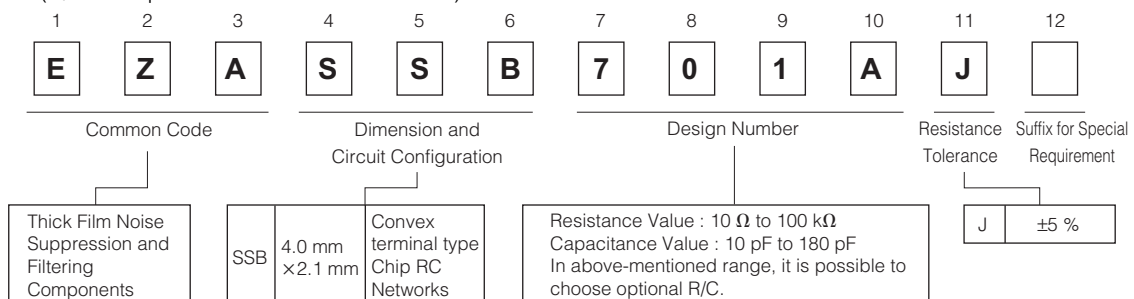 1 2 3 4 5 6 7 8 9 10 11 12
E Z A S S B 7 0 1 A J
Common Code
Dimension and
Circuit Configuration
Design Number
Resistance
Tolerance
Suffix for Special
Requirement
Thick Film Noise
Suppression and
Filtering
Components
SSB
4.0 mm
×2.1 mm
Convex
terminal type
Chip RC
Networks
Resistance Value : 10 Ω to 100 kΩ
Capacitance Value : 10 pF to 180 pF
In above-mentioned range, it is possible to
choose optional R/C.
J ±5 %